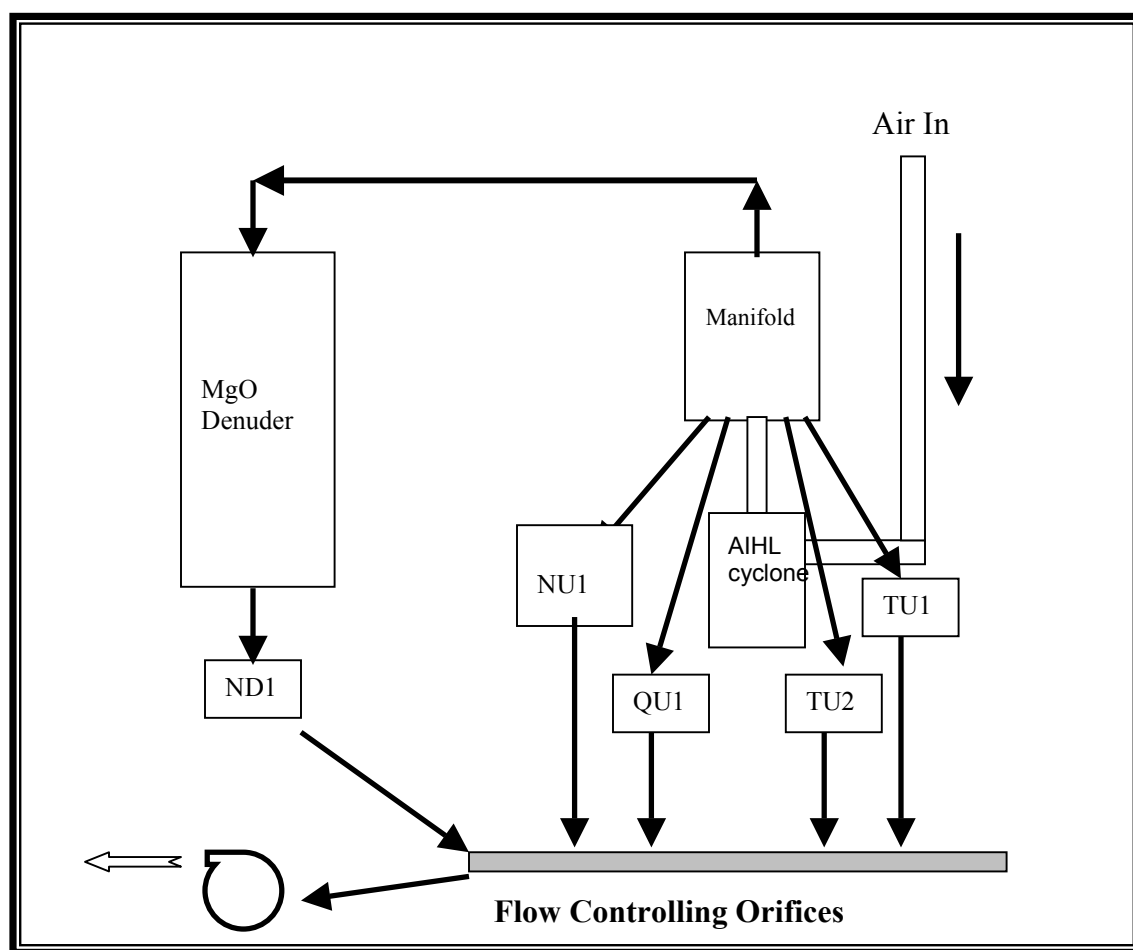 Air In
Manifold
MgO
Denuder
AIHL
cyclone
NU1
TU1
ND1
QU1
TU2
Flow Controlling Orifices